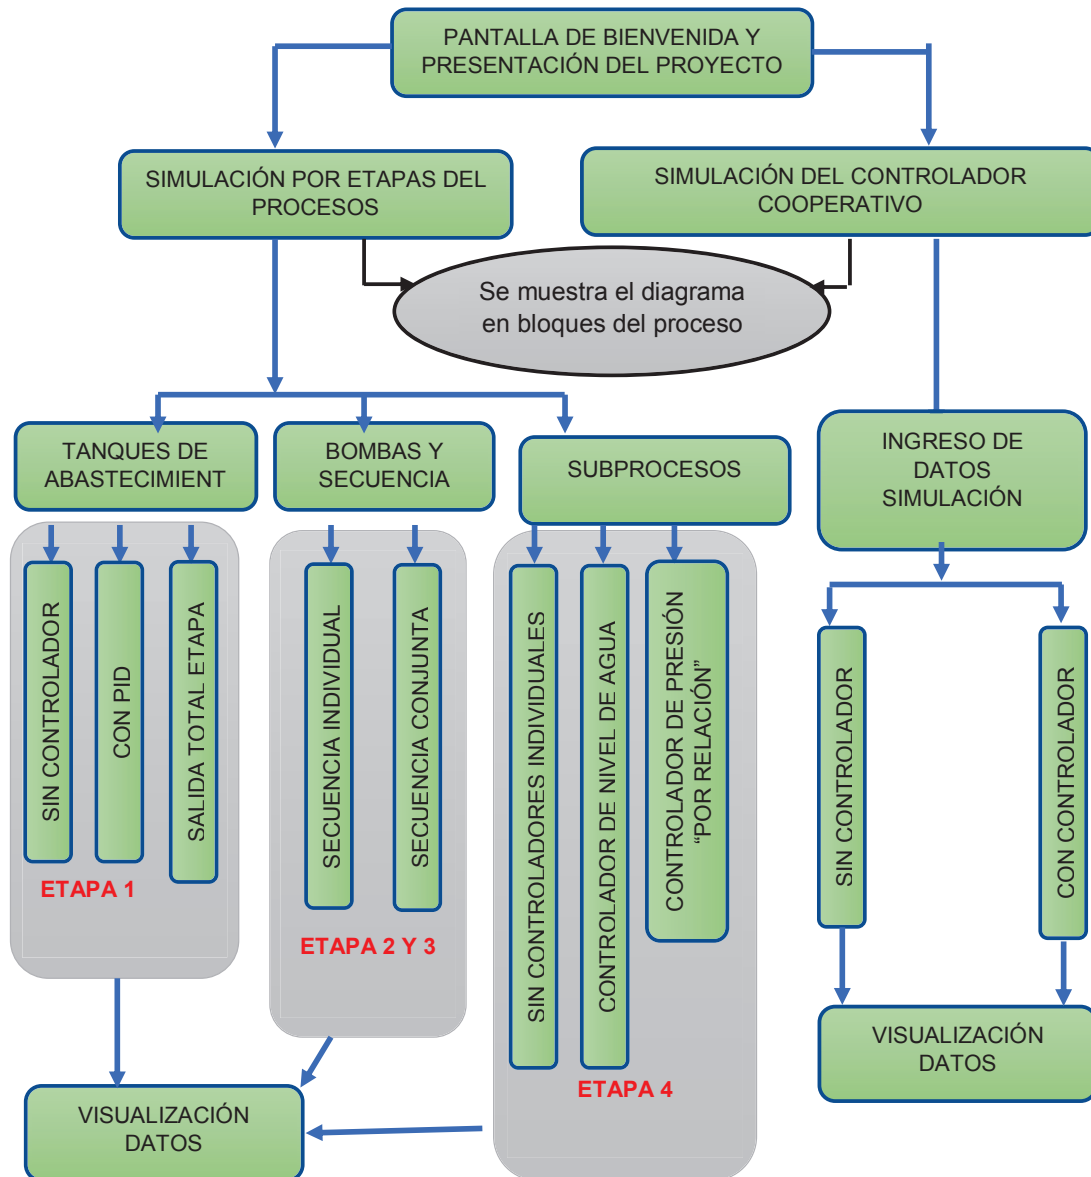 PANTALLA DE BIENVENIDA Y
PRESENTACIÓN DEL PROYECTO
SIMULACIÓN POR ETAPAS DEL
PROCESOS
SIMULACIÓN DEL CONTROLADOR
COOPERATIVO
Se muestra el diagrama
en bloques del proceso
TANQUES DE
ABASTECIMIENT
BOMBAS Y
SECUENCIA
SUBPROCESOS
INGRESO DE
DATOS
SIMULACIÓN
SIN CONTROLADOR
CON PID
SALIDA TOTAL ETAPA
ETAPA 1
SECUENCIA INDIVIDUAL
SECUENCIA CONJUNTA
ETAPA 2 Y 3
SIN CONTROLADORES INDIVIDUALES
CONTROLADOR DE NIVEL DE AGUA
CONTROLADOR DE PRESIÓN
“POR RELACIÓN”
ETAPA 4
SIN CONTROLADOR
CON CONTROLADOR
VISUALIZACIÓN
DATOS
VISUALIZACIÓN
DATOS